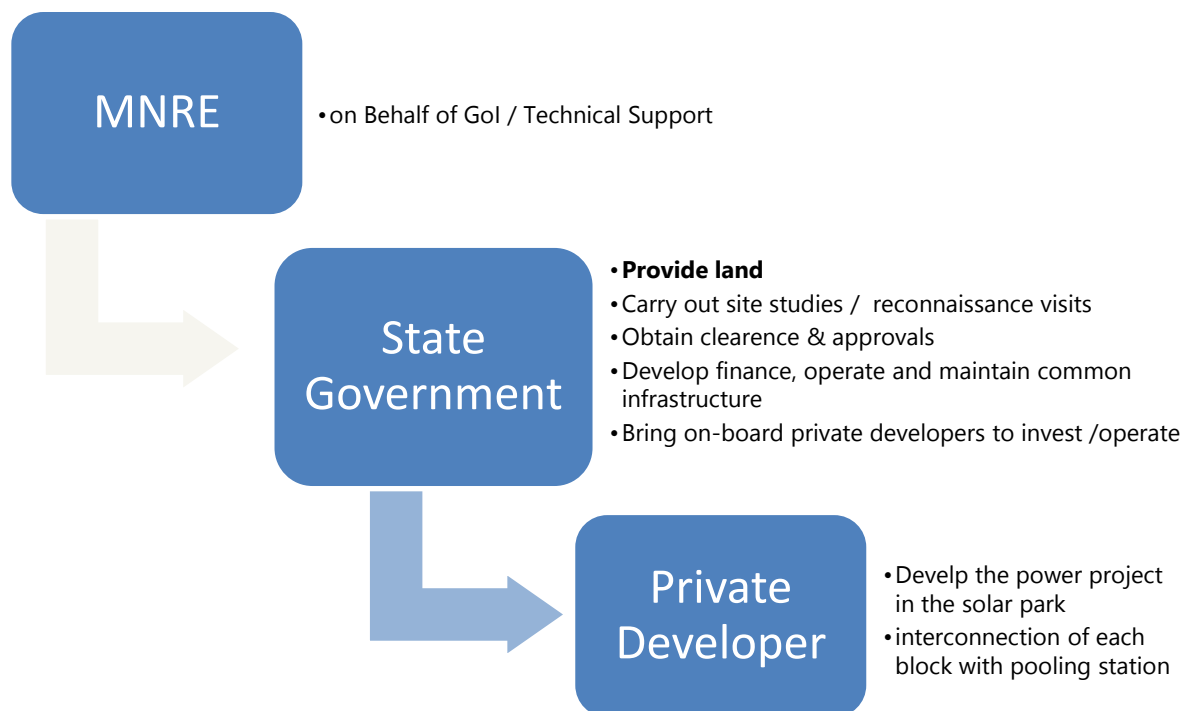 MNRE
•on Behalf of GoI / Technical Support
State
Government
•Provide land
•Carry out site studies / reconnaissance visits
•Obtain clearence & approvals
•Develop finance, operate and maintain common
infrastructure
•Bring on-board private developers to invest /operate
Private
Developer
•Develp the power project
in the solar park
•interconnection of each
block with pooling station